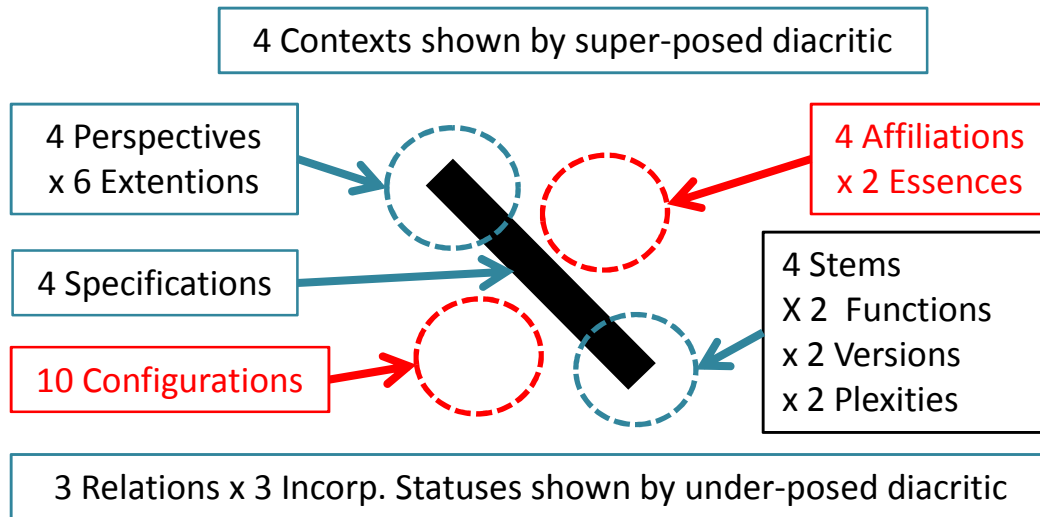 4 Contexts shown by super-posed diacritic
4 Perspectives
x 6 Extentions
4 Affiliations
x 2 Essences
4 Specifications
4 Stems
X 2 Functions
x 2 Versions
x 2 Plexities
10 Configurations
3 Relations x 3 Incorp. Statuses shown by under-posed diacritic